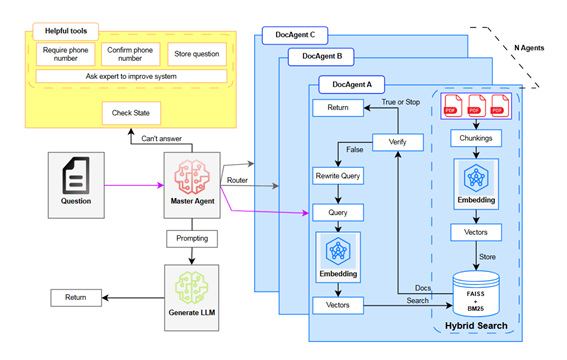 Helpful tools
Require phone
number
Confirm phone
number
Store question
Ask expert to improve system
Check State
Can't answer
Question
Master Agent
Router
Prompting
Generate LLM
Return
DocAgent C
DocAgent B
DocAgent A
N Agents
Return
True or Stop
False
Verify
Rewrite Query
Query
Embedding
Vectors
Search
Docs
PDF
PDF
PDF
Chunkings
Embedding
Vectors
Store
FAISS
+
BM25
Hybrid Search